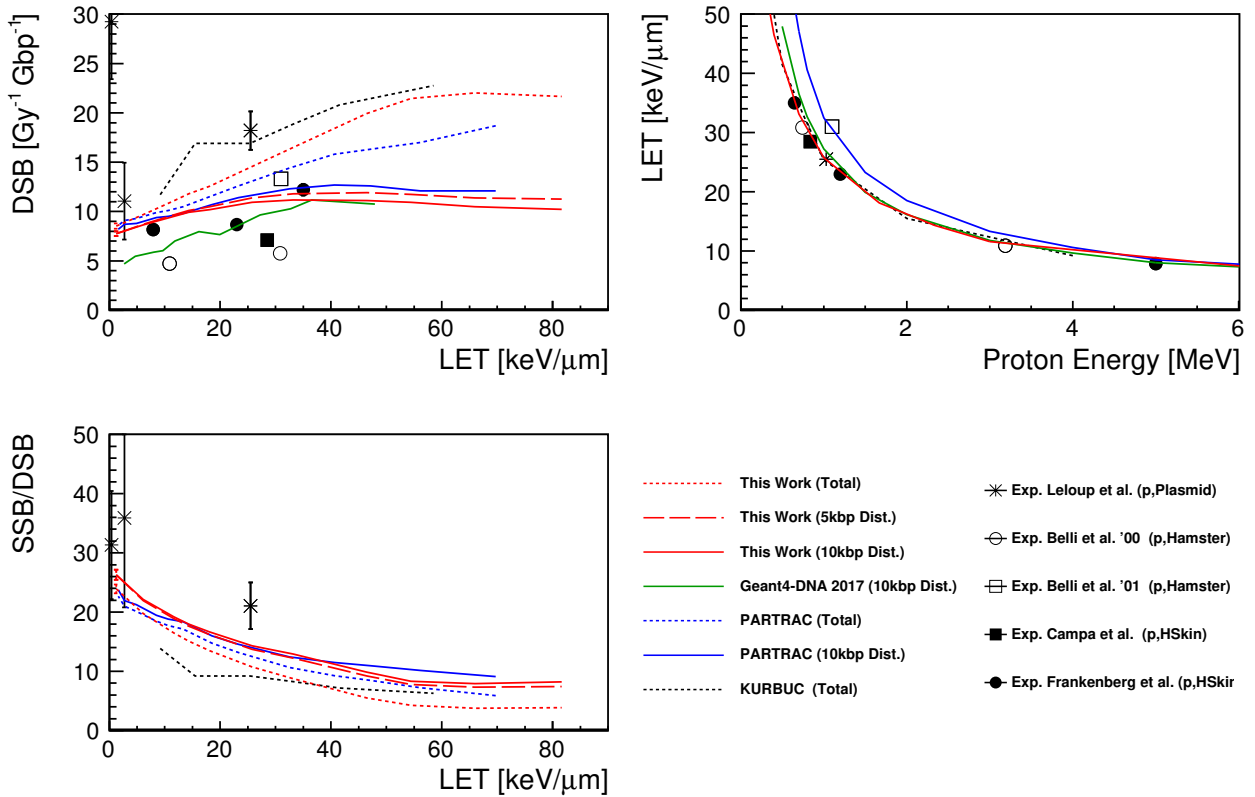 DSB [Gy⁻¹ Gbp⁻¹]
30
25
20
15
10
5
0
0 20 40 60 80
LET [keV/μm]
LET [keV/μm]
50
40
30
20
10
0
0 2 4 6
Proton Energy [MeV]
SSB/DSB
50
40
30
20
10
0
0 20 40 60 80
LET [keV/μm]
This Work (Total)
This Work (5kbp Dist.)
This Work (10kbp Dist.)
Geant4-DNA 2017 (10kbp Dist.)
PARTRAC (Total)
PARTRAC (10kbp Dist.)
KURBUC (Total)
Exp. Leloup et al. (p,Plasmid)
Exp. Belli et al. '00 (p,Hamster)
Exp. Belli et al. '01 (p,Hamster)
Exp. Campa et al. (p,HSkin)
Exp. Frankenberg et al. (p,HSkin